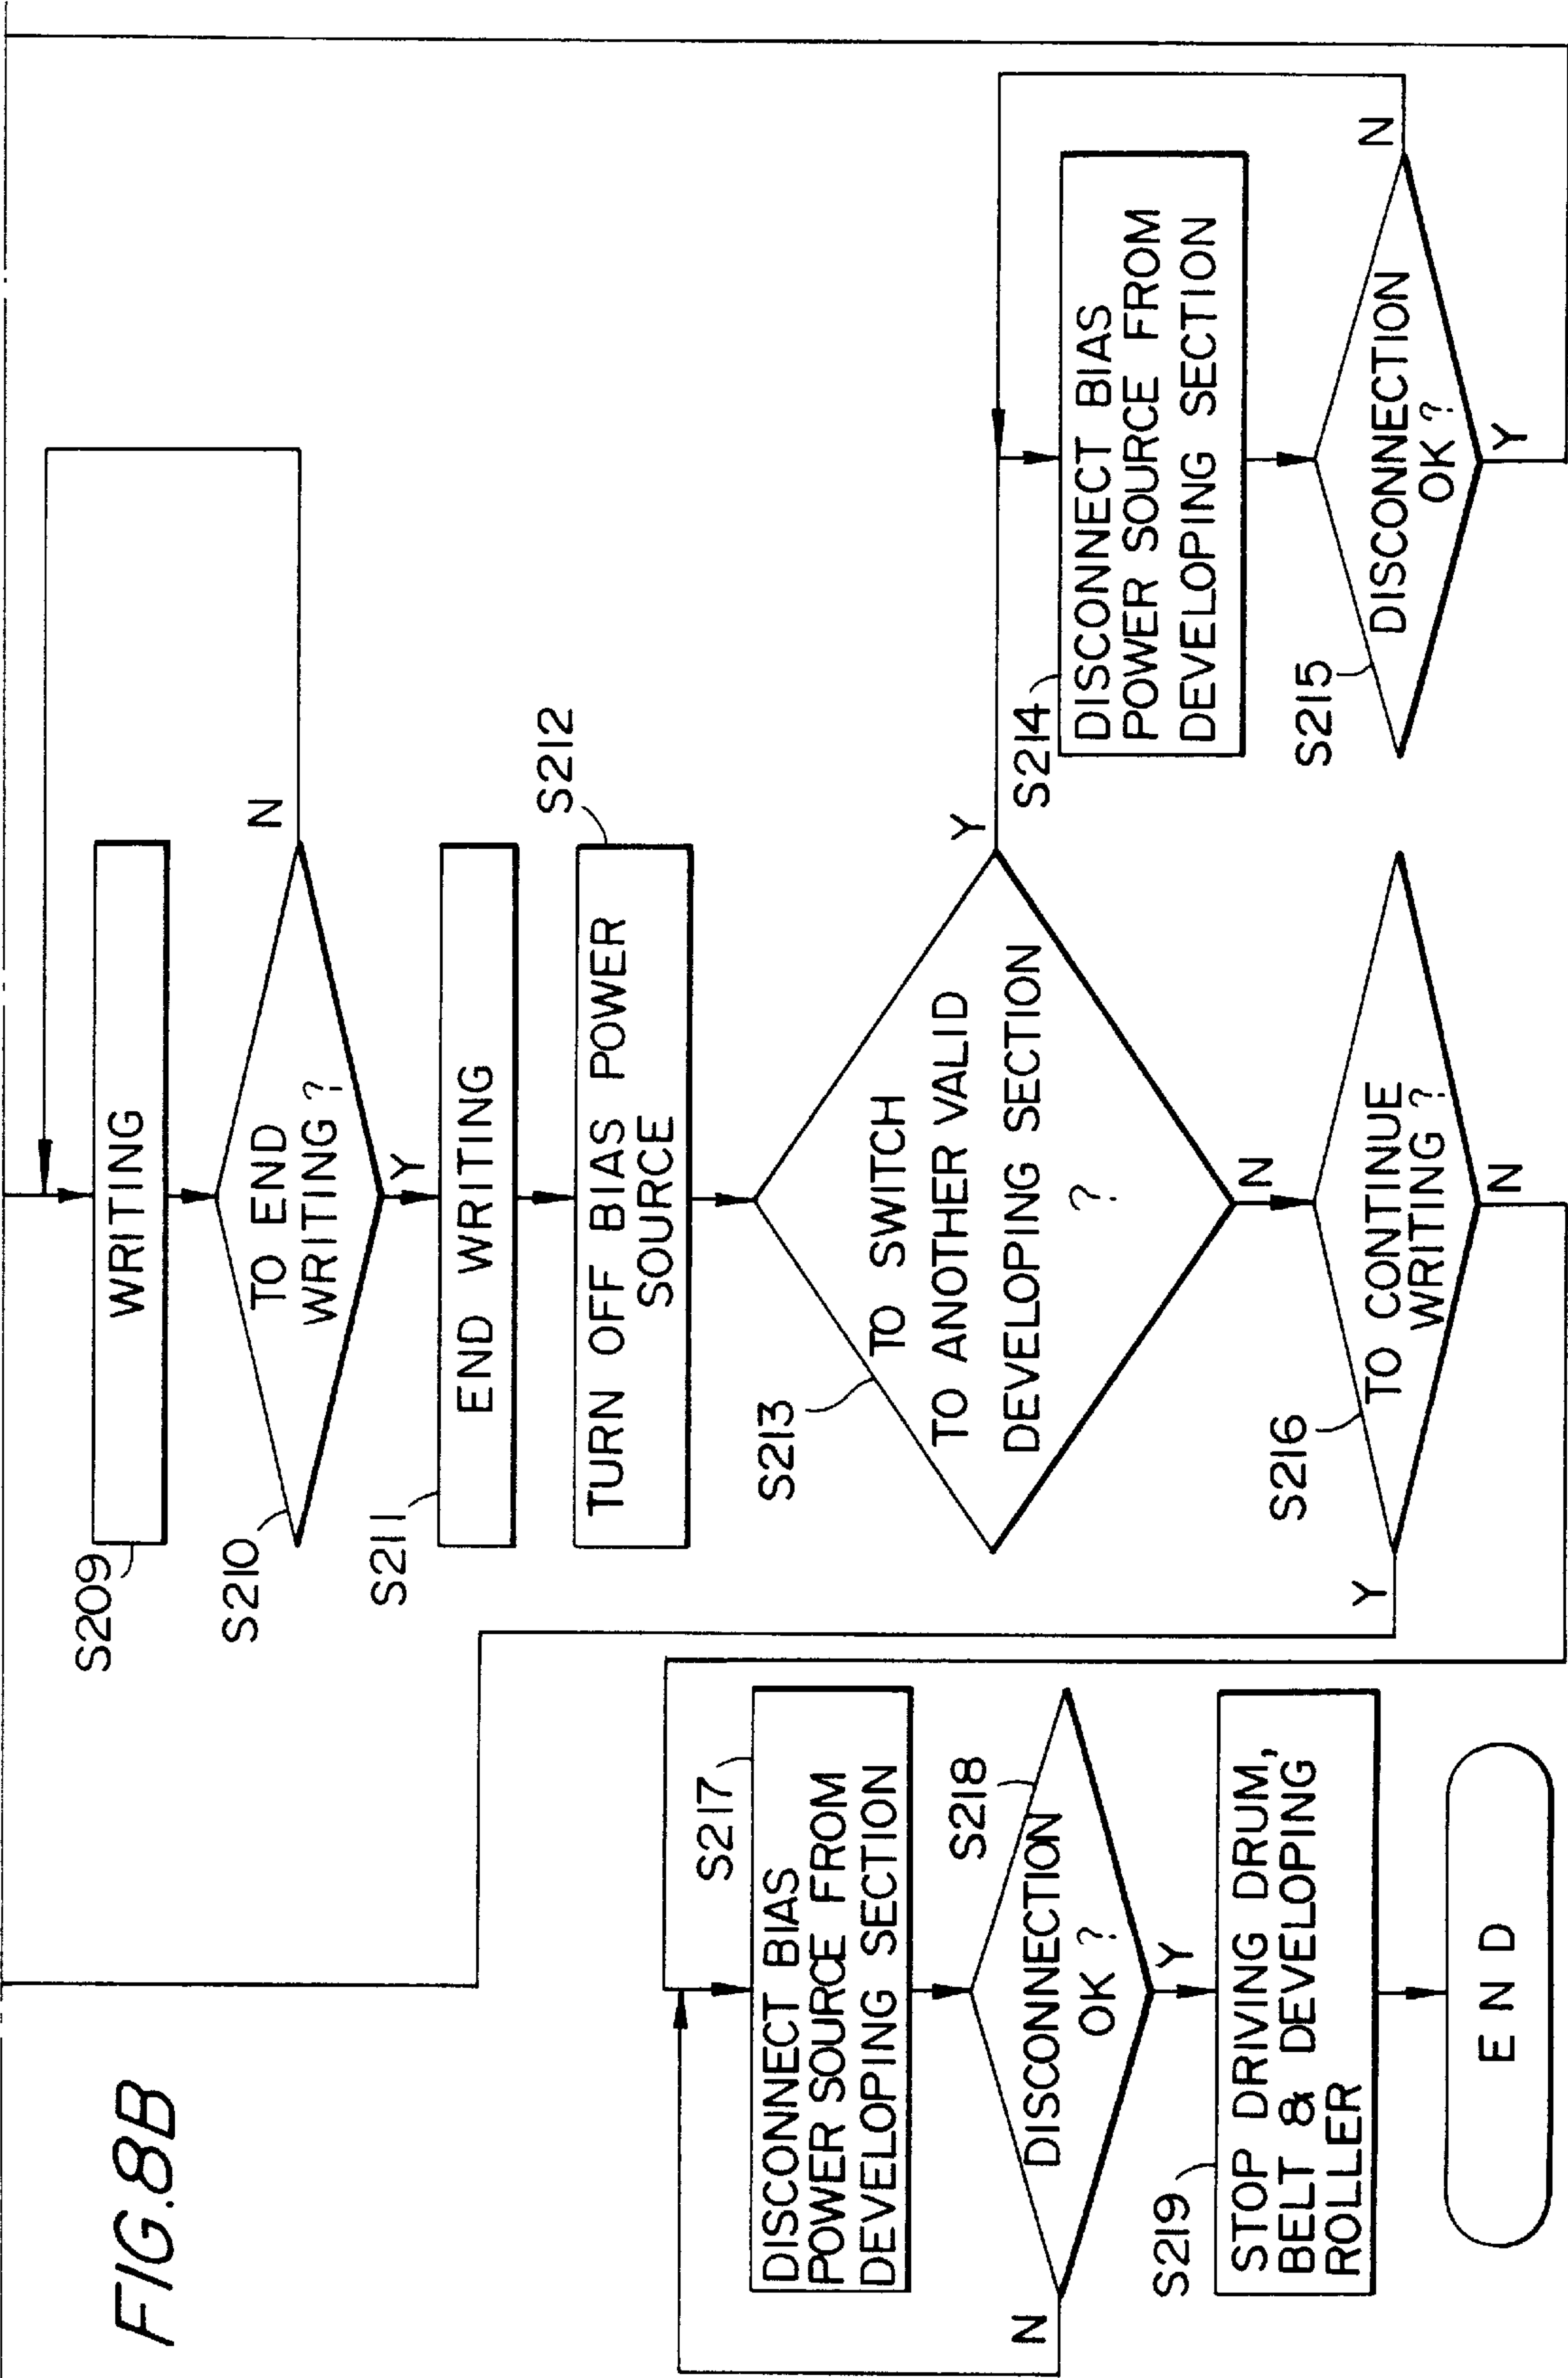 FIG.8B
S209
WRITING
S210
TO END
WRITING ?
N
Y
S211
END WRITING
S212
TURN OFF BIAS POWER
SOURCE
S213
TO SWITCH
TO ANOTHER VALID
DEVELOPING SECTION
?
Y
N
S214
DISCONNECT BIAS
POWER SOURCE FROM
DEVELOPING SECTION
S215
DISCONNECTION
OK ?
N
Y
S216
TO CONTINUE
WRITING ?
Y
N
S217
DISCONNECT BIAS
POWER SOURCE FROM
DEVELOPING SECTION
S218
DISCONNECTION
OK ?
N
Y
S219
STOP DRIVING DRUM,
BELT & DEVELOPING
ROLLER
END